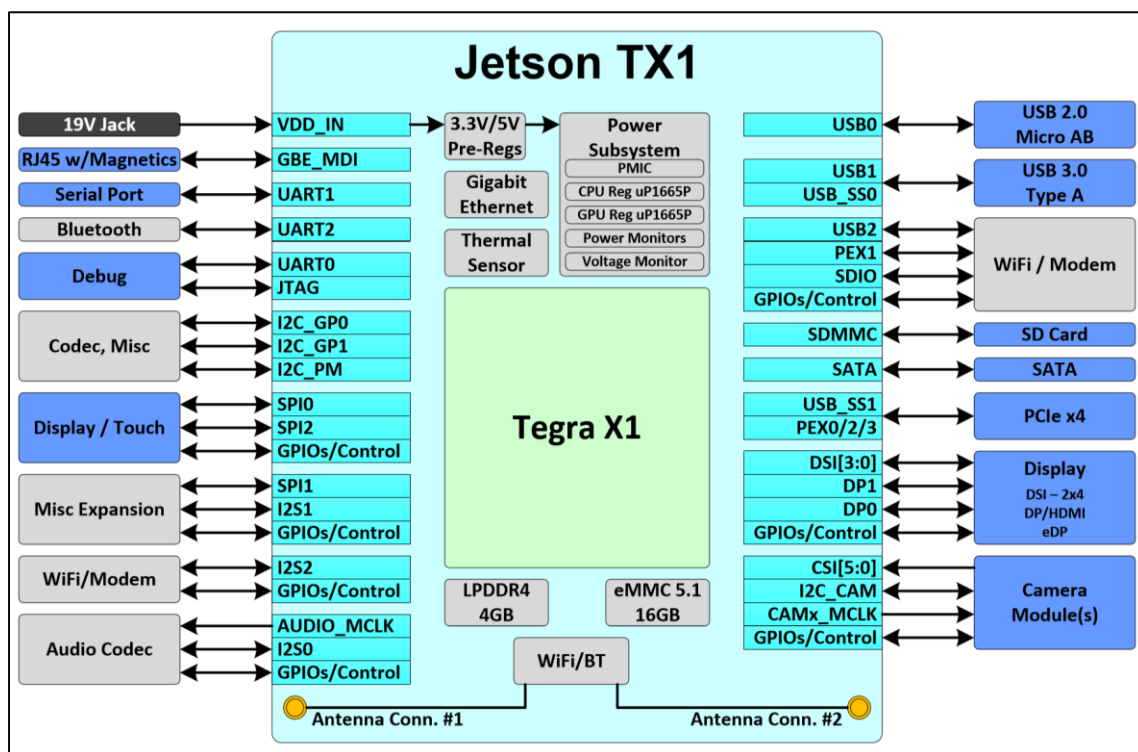 Jetson TX1
19V Jack
RJ45 w/Magnetics
Serial Port
Bluetooth
Debug
Codec, Misc
Display / Touch
Misc Expansion
WiFi/Modem
Audio Codec
VDD_IN
GBE_MDI
UART1
UART2
UART0
JTAG
I2C_GP0
I2C_GP1
I2C_PM
SPI0
SPI2
GPIOs/Control
SPI1
I2S1
GPIOs/Control
I2S2
GPIOs/Control
AUDIO_MCLK
I2S0
GPIOs/Control
3.3V/5V
Pre-Regs
Gigabit
Ethernet
Thermal
Sensor
Power
Subsystem
PMIC
CPU Reg uP1665P
GPU Reg uP1665P
Power Monitors
Voltage Monitor
Tegra X1
LPDDR4
4GB
eMMC 5.1
16GB
WiFi/BT
Antenna Conn. #1
Antenna Conn. #2
USB0
USB1
USB_SS0
USB2
PEX1
SDIO
GPIOs/Control
SDMMC
SATA
USB_SS1
PEX0/2/3
DSI[3:0]
DP1
DP0
GPIOs/Control
CSI[5:0]
I2C_CAM
CAMx_MCLK
GPIOs/Control
USB 2.0
Micro AB
USB 3.0
Type A
WiFi / Modem
SD Card
SATA
PCIe x4
Display
DSI – 2x4
DP/HDMI
eDP
Camera
Module(s)